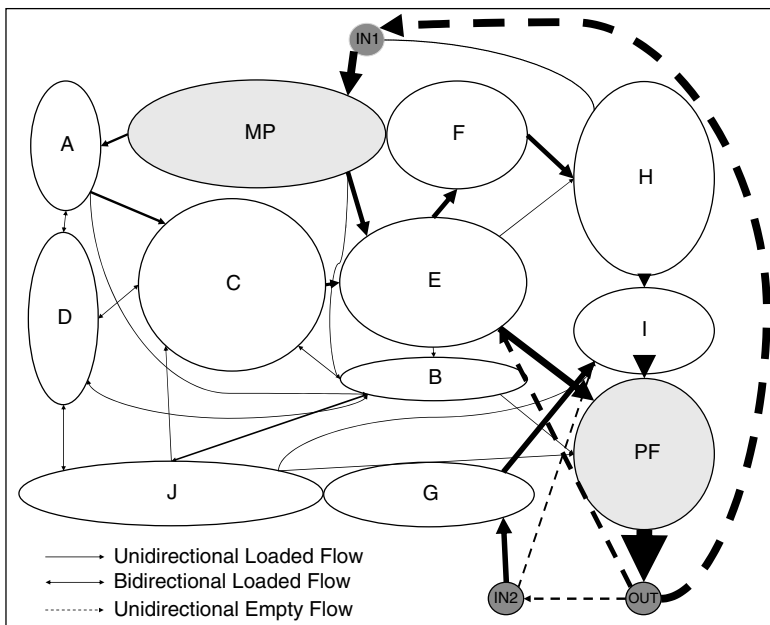 IN1
A
MP
F
H
C
E
D
I
B
PF
J
G
Unidirectional Loaded Flow
Bidirectional Loaded Flow
Unidirectional Empty Flow
IN2
OUT